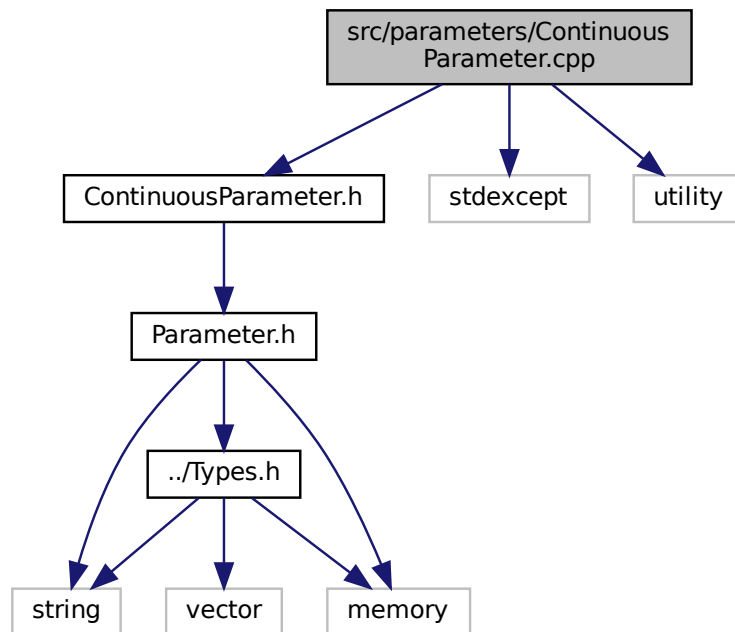 src/parameters/Continuous
Parameter.cpp
ContinuousParameter.h
stdexcept
utility
Parameter.h
../Types.h
string
vector
memory